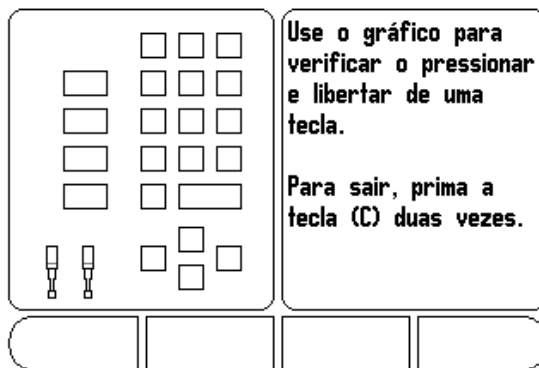 Use o gráfico para
verificar o pressionar
e libertar de uma
tecla.
Para sair, prima a
tecla (C) duas vezes.